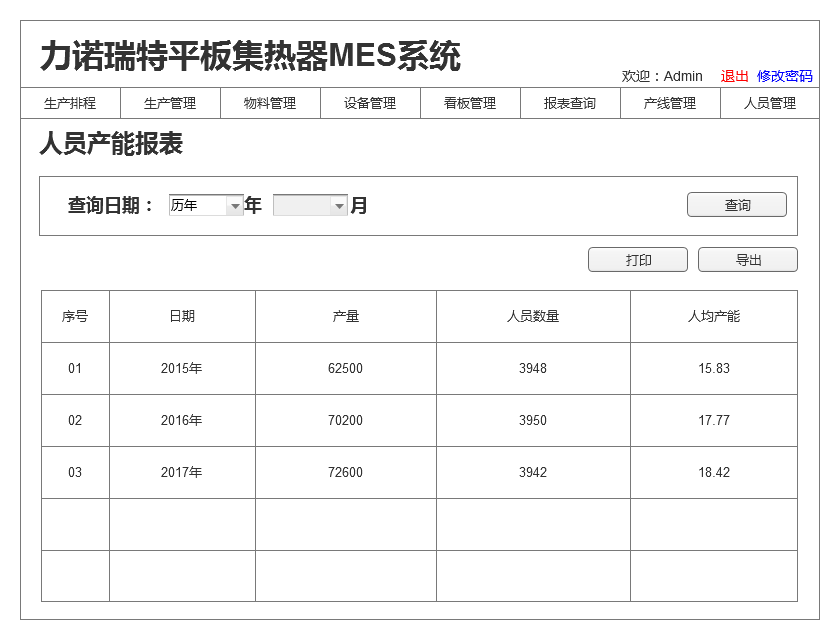 力诺瑞特平板集热器MES系统
欢迎：Admin 退出 修改密码
生产排程 生产管理 物料管理 设备管理 看板管理 报表查询 产线管理 人员管理
人员产能报表
查询日期： 历年 年 月 查询
打印 导出
序号 日期 产量 人员数量 人均产能
01 2015年 62500 3948 15.83
02 2016年 70200 3950 17.77
03 2017年 72600 3942 18.42